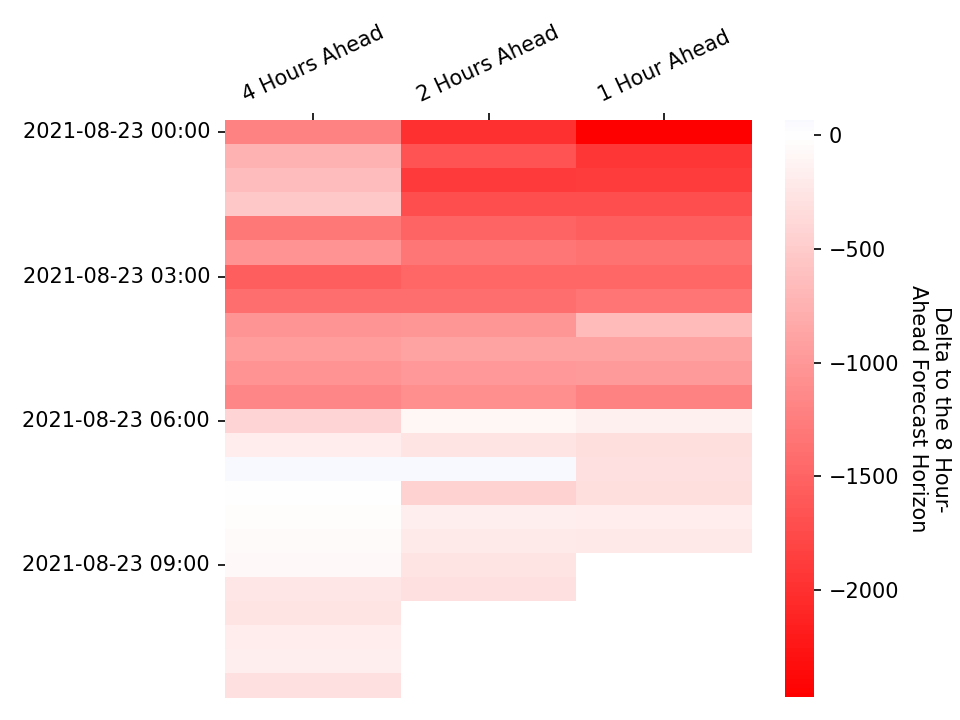 4 Hours Ahead
2 Hours Ahead
1 Hour Ahead
2021-08-23 00:00
2021-08-23 03:00
2021-08-23 06:00
2021-08-23 09:00
0
−500
−1000
−1500
−2000
Delta to the 8 Hour-
Ahead Forecast Horizon